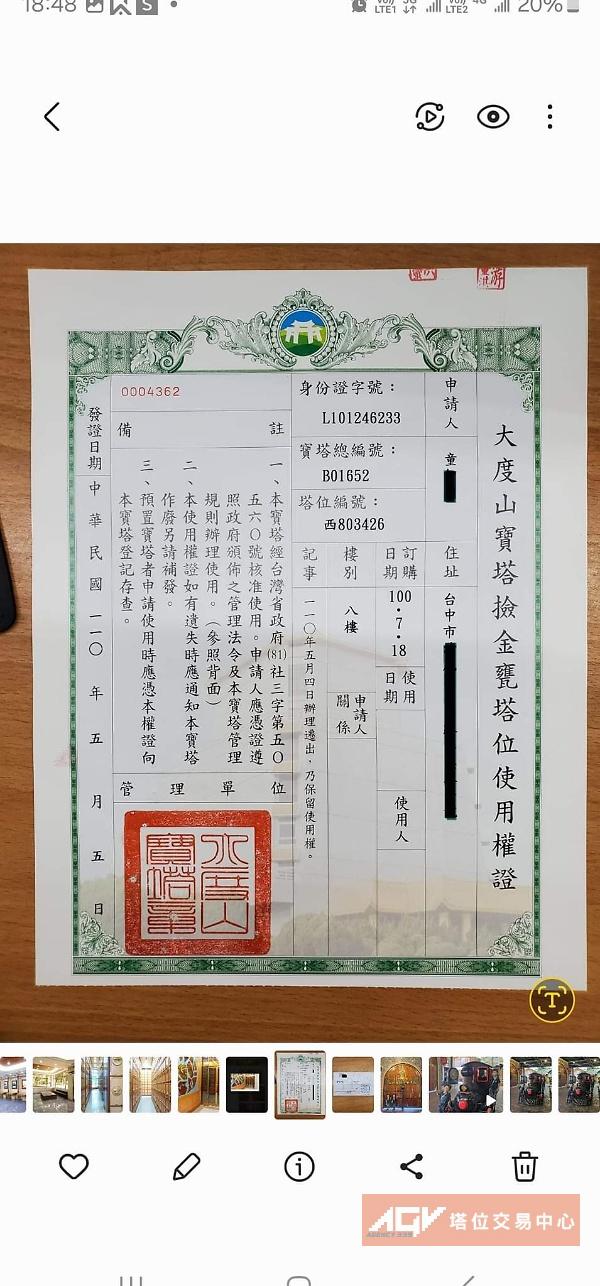 18:48
S
LTE1
LTE2
4G
20%
大度山寶塔撿金甕塔位使用權證
申請人
童
住址
台中市
身份證字號：
L101246233
寶塔總編號：
B01652
塔位編號：
西803426
訂購日期
100・7・18
使用日期
使用人
樓別
八樓
申請人關係
記事
一一○年五月四日辦理遷出，乃保留使用權。
0004362
備 註
一、本寶塔經台灣省政府(81)社三字第五○
五六○號核准使用。申請人應憑證遵
照政府頒佈之管理法令及本寶塔管理
規則辦理使用。（參照背面）
二、本使用權證如有遺失時應通知本寶塔
作廢另請補發。
三、預置寶塔者申請使用時應憑本權證向
本寶塔登記存查。
管理單位
大度山
寶塔章
發證日期 中華民國一一○年五月五日
T
AGV 塔位交易中心